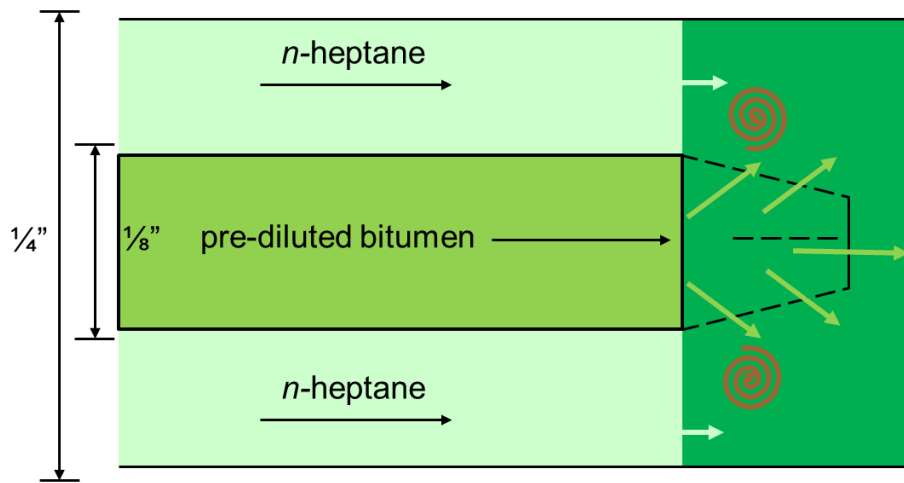 n-heptane
¼”
⅛”
pre-diluted bitumen
n-heptane